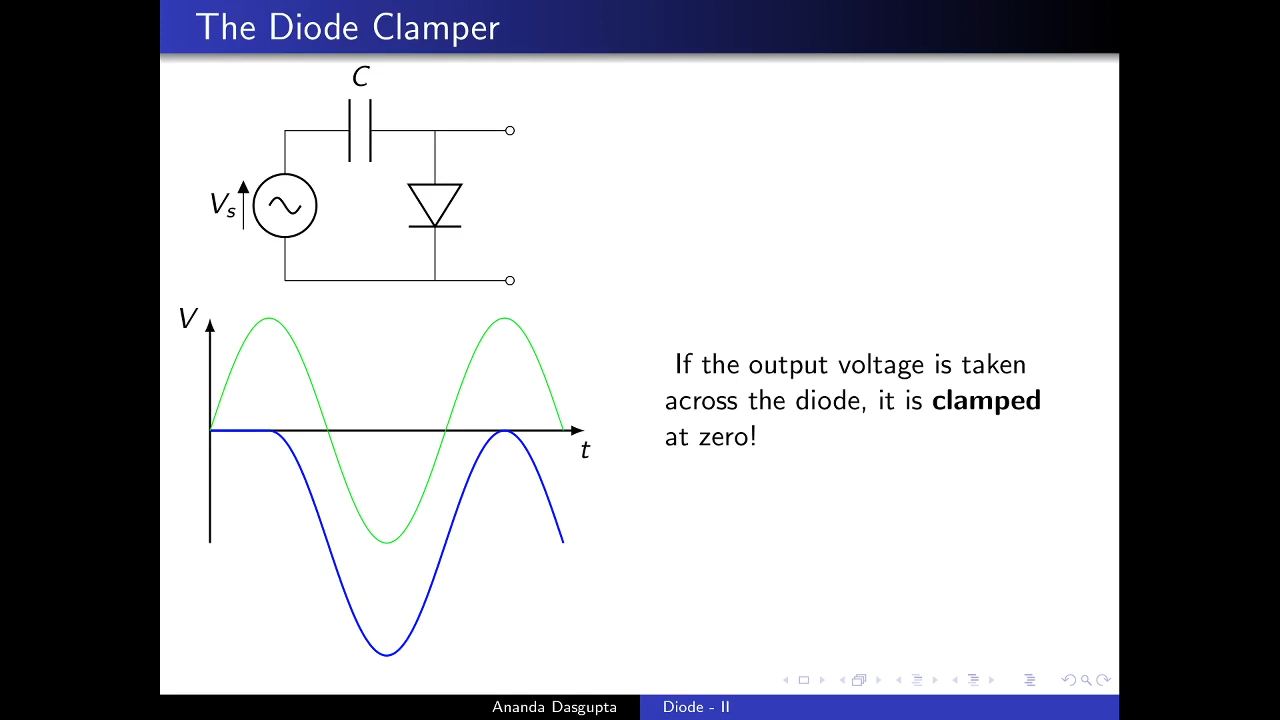 The Diode Clamper
C
Vs
V
t
If the output voltage is taken
across the diode, it is clamped
at zero!
Ananda Dasgupta
Diode - II